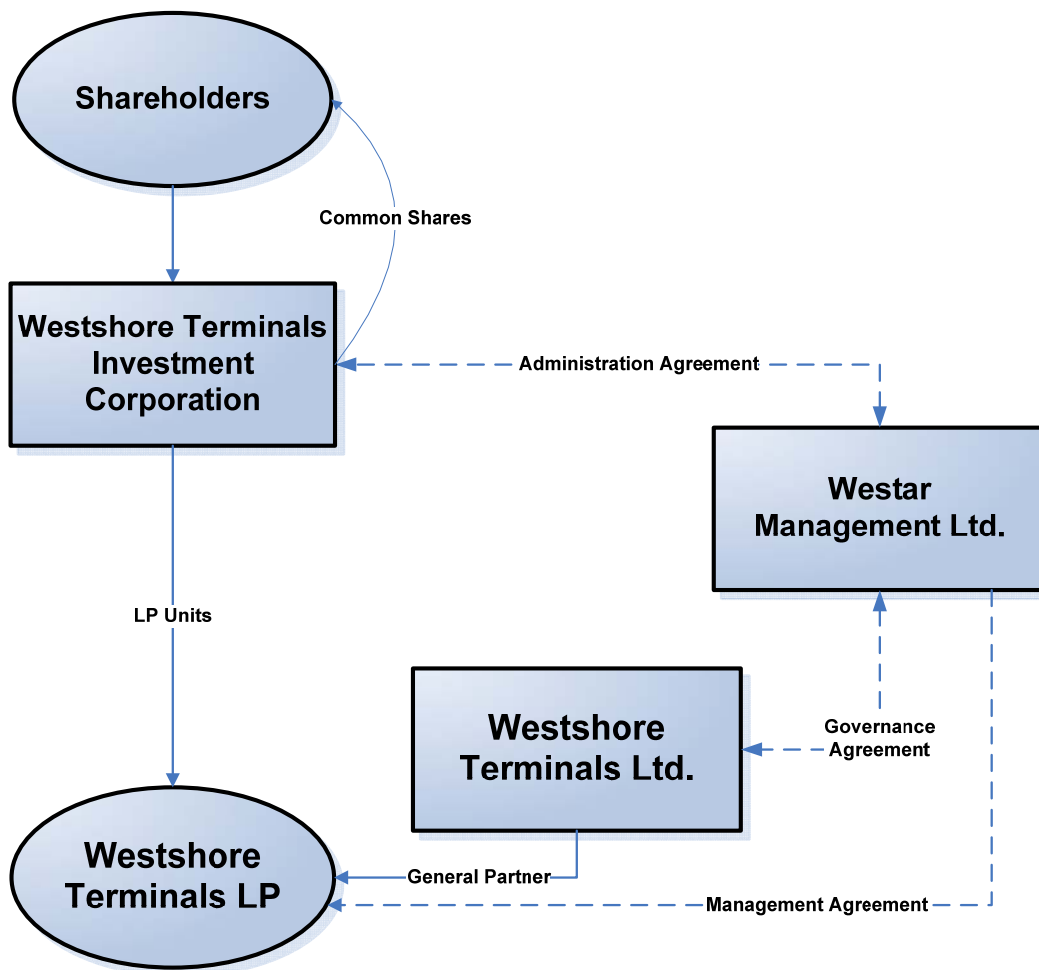 Shareholders
Common Shares
Westshore Terminals
Investment
Corporation
Administration Agreement
Westar
Management Ltd.
LP Units
Westshore
Terminals Ltd.
Governance
Agreement
Westshore
Terminals LP
General Partner
Management Agreement